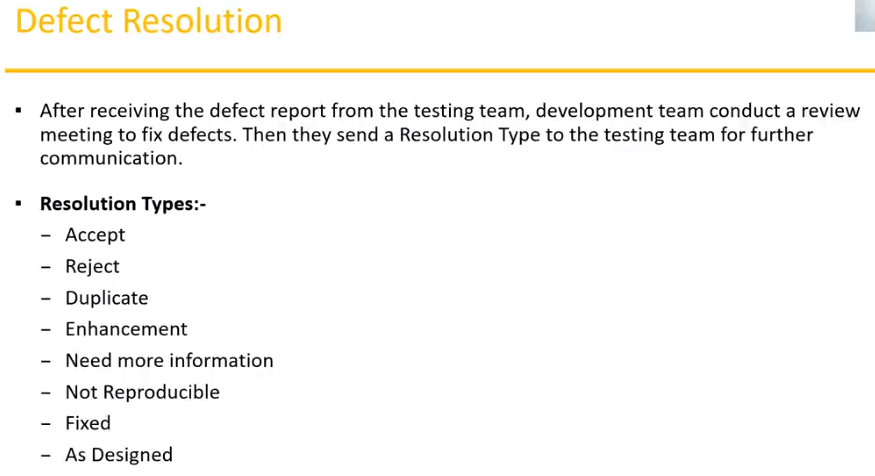 Defect Resolution
▪ After receiving the defect report from the testing team, development team conduct a review
meeting to fix defects. Then they send a Resolution Type to the testing team for further
communication.
▪ Resolution Types:-
– Accept
– Reject
– Duplicate
– Enhancement
– Need more information
– Not Reproducible
– Fixed
– As Designed